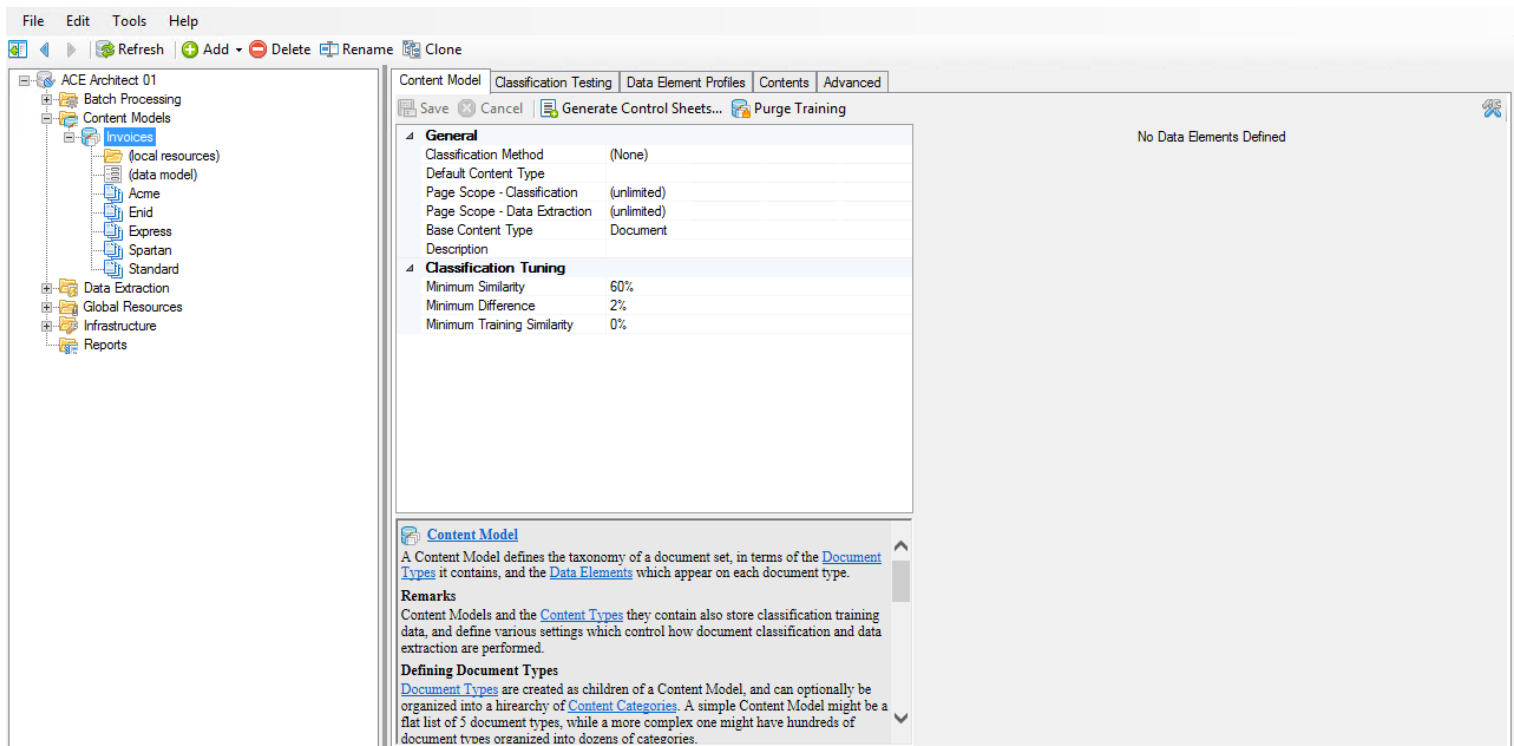 File Edit Tools Help
Refresh Add Delete Rename Clone
ACE Architect 01
Batch Processing
Content Models
Invoices
(local resources)
(data model)
Acme
Enid
Express
Spartan
Standard
Data Extraction
Global Resources
Infrastructure
Reports
Content Model Classification Testing Data Element Profiles Contents Advanced
Save Cancel Generate Control Sheets... Purge Training
General
Classification Method (None)
Default Content Type
Page Scope - Classification (unlimited)
Page Scope - Data Extraction (unlimited)
Base Content Type Document
Description
Classification Tuning
Minimum Similarity 60%
Minimum Difference 2%
Minimum Training Similarity 0%
No Data Elements Defined
Content Model
A Content Model defines the taxonomy of a document set, in terms of the Document
Types it contains, and the Data Elements which appear on each document type.
Remarks
Content Models and the Content Types they contain also store classification training
data, and define various settings which control how document classification and data
extraction are performed.
Defining Document Types
Document Types are created as children of a Content Model, and can optionally be
organized into a hirearchy of Content Categories. A simple Content Model might be a
flat list of 5 document types, while a more complex one might have hundreds of
document types organized into dozens of categories.